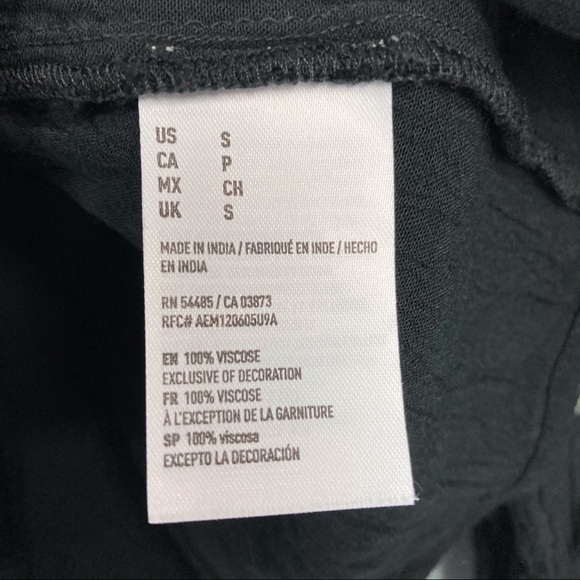 US S
CA P
MX CH
UK S
MADE IN INDIA / FABRIQUÉ EN INDE / HECHO
EN INDIA
RN 54485 / CA 03873
RFC# AEM120605U9A
EN 100% VISCOSE
EXCLUSIVE OF DECORATION
FR 100% VISCOSE
À L'EXCEPTION DE LA GARNITURE
SP 100% viscosa
EXCEPTO LA DECORACIÓN